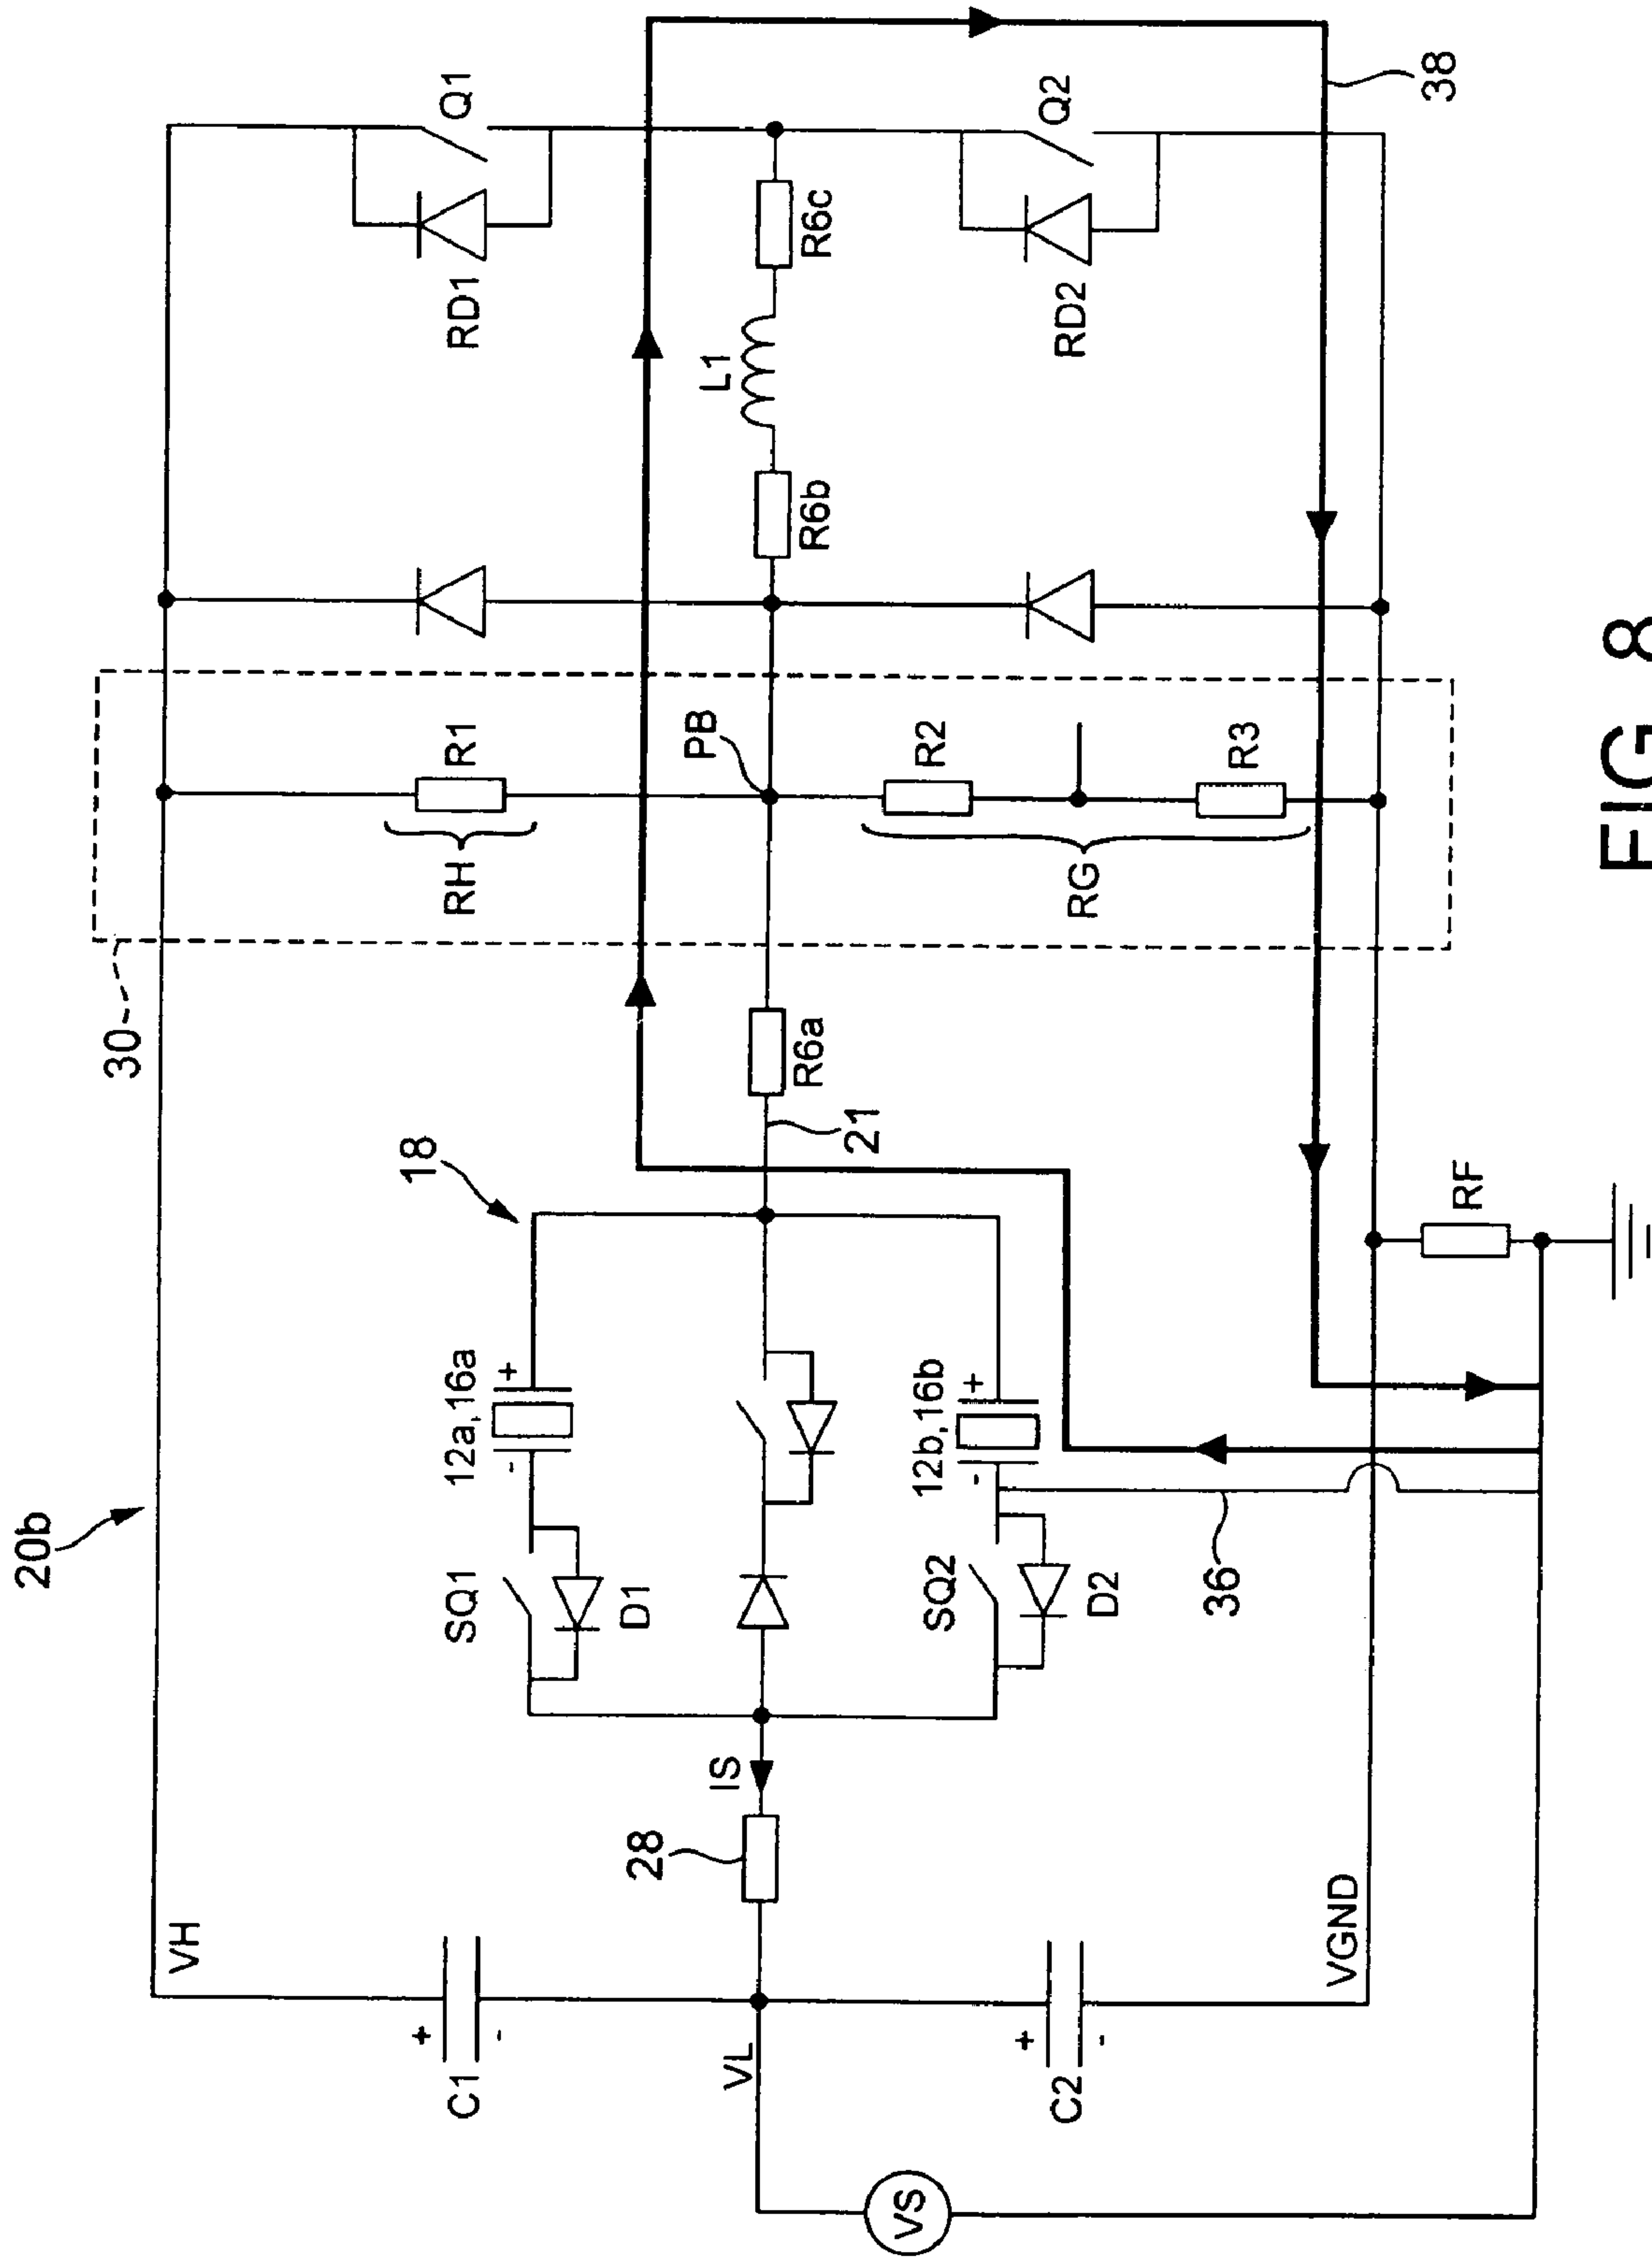 20b
VH
C1
+
-
VL
C2
+
-
VGND
VS
28
IS
18
SQ1
D1
12a,16a
-
+
SQ2
D2
12b,16b
-
+
36
21
R6a
RF
30
RH
R1
PB
R2
RG
R3
R6b
L1
R6c
RD1
Q1
RD2
Q2
38
FIG. 8